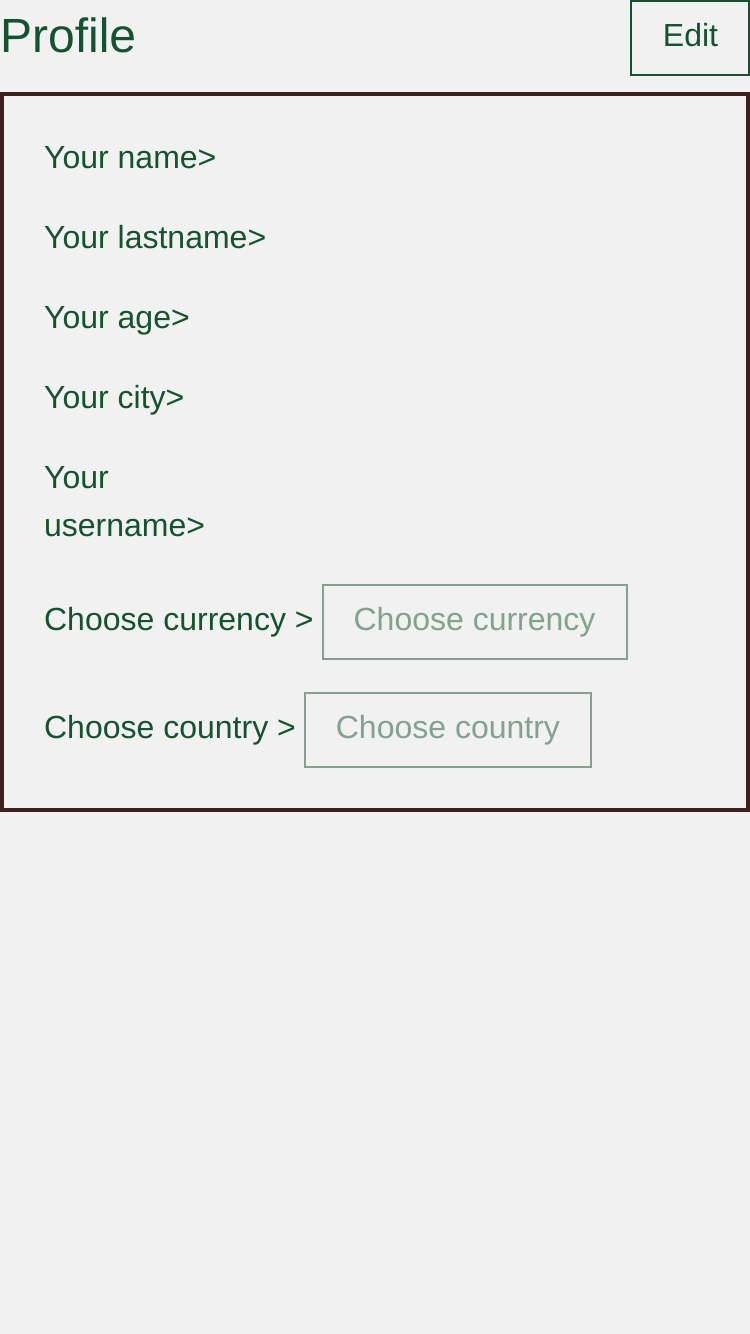 Profile
Edit
Your name>
Your lastname>
Your age>
Your city>
Your
username>
Choose currency > Choose currency
Choose country > Choose country